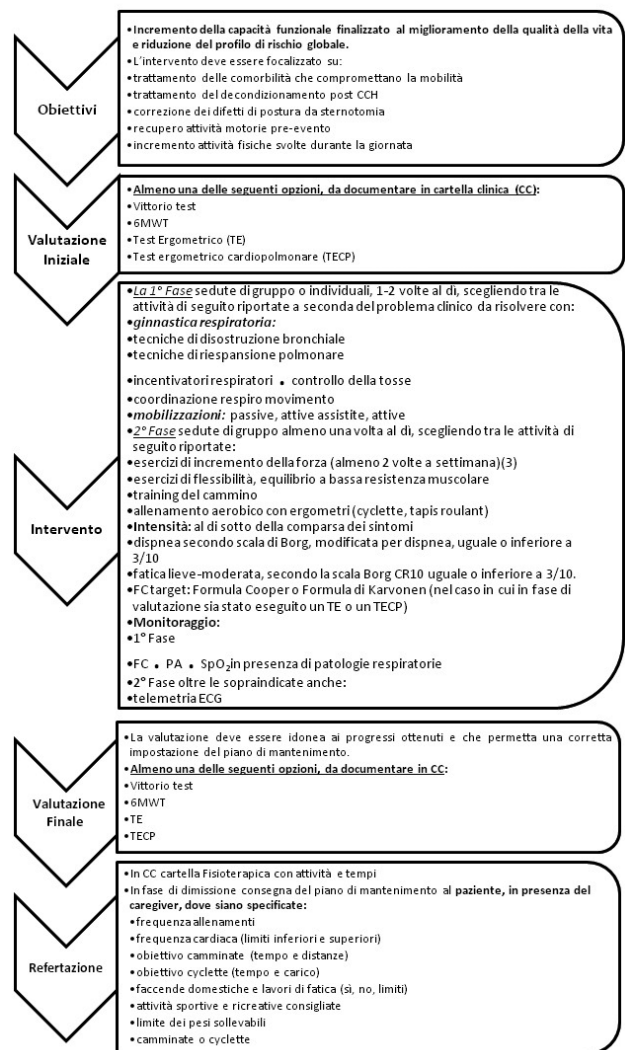 Obiettivi
•Incremento della capacità funzionale finalizzato al miglioramento della qualità della vita
e riduzione del profilo di rischio globale.
•L'intervento deve essere focalizzato su:
•trattamento delle comorbilità che compromettano la mobilità
•trattamento del decondizionamento post CCH
•correzione dei difetti di postura da sternotomia
•recupero attività motorie pre-evento
•incremento attività fisiche svolte durante la giornata
Valutazione
Iniziale
•Almeno una delle seguenti opzioni, da documentare in cartella clinica (CC):
•Vittorio test
•6MWT
•Test Ergometrico (TE)
•Test ergometrico cardiopolmonare (TECP)
Intervento
•La 1° Fase sedute di gruppo o individuali, 1-2 volte al dì, scegliendo tra le
attività di seguito riportate a seconda del problema clinico da risolvere con:
•ginnastica respiratoria:
•tecniche di disostruzione bronchiale
•tecniche di riespansione polmonare
•incentivatori respiratori • controllo della tosse
•coordinazione respiro movimento
•mobilizzazioni: passive, attive assistite, attive
•2° Fase sedute di gruppo almeno una volta al dì, scegliendo tra le attività di
seguito riportate:
•esercizi di incremento della forza (almeno 2 volte a settimana)(3)
•esercizi di flessibilità, equilibrio a bassa resistenza muscolare
•training del cammino
•allenamento aerobico con ergometri (cyclette, tapis roulant)
•Intensità: al di sotto della comparsa dei sintomi
•dispnea secondo scala di Borg, modificata per dispnea, uguale o inferiore a
3/10
•fatica lieve-moderata, secondo la scala Borg CR10 uguale o inferiore a 3/10.
•FC target: Formula Cooper o Formula di Karvonen (nel caso in cui in fase di
valutazione sia stato eseguito un TE o un TECP)
•Monitoraggio:
•1° Fase
•FC • PA • SpO₂in presenza di patologie respiratorie
•2° Fase oltre le sopraindicate anche:
•telemetria ECG
Valutazione
Finale
•La valutazione deve essere idonea ai progressi ottenuti e che permetta una corretta
impostazione del piano di mantenimento.
•Almeno una delle seguenti opzioni, da documentare in CC:
•Vittorio test
•6MWT
•TE
•TECP
Refertazione
•In CC cartella Fisioterapica con attività e tempi
•In fase di dimissione consegna del piano di mantenimento al paziente, in presenza del
caregiver, dove siano specificate:
•frequenza allenamenti
•frequenza cardiaca (limiti inferiori e superiori)
•obiettivo camminate (tempo e distanze)
•obiettivo cyclette (tempo e carico)
•faccende domestiche e lavori di fatica (sì, no, limiti)
•attività sportive e ricreative consigliate
•limite dei pesi sollevabili
•camminate o cyclette